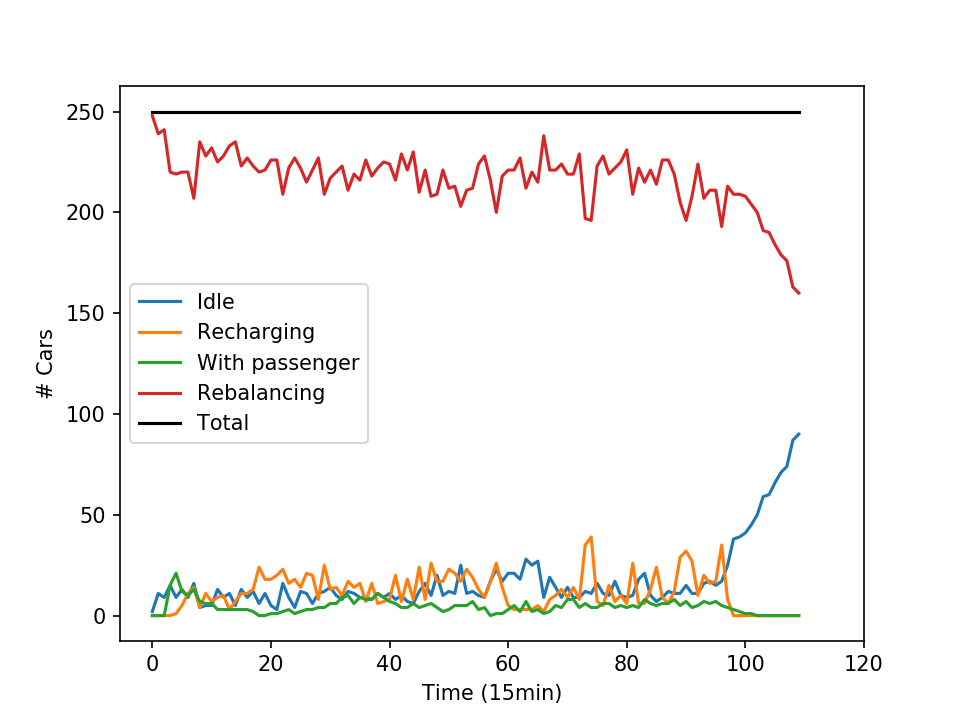 250
200
150
100
50
0
# Cars
Idle
Recharging
With passenger
Rebalancing
Total
0 20 40 60 80 100 120
Time (15min)